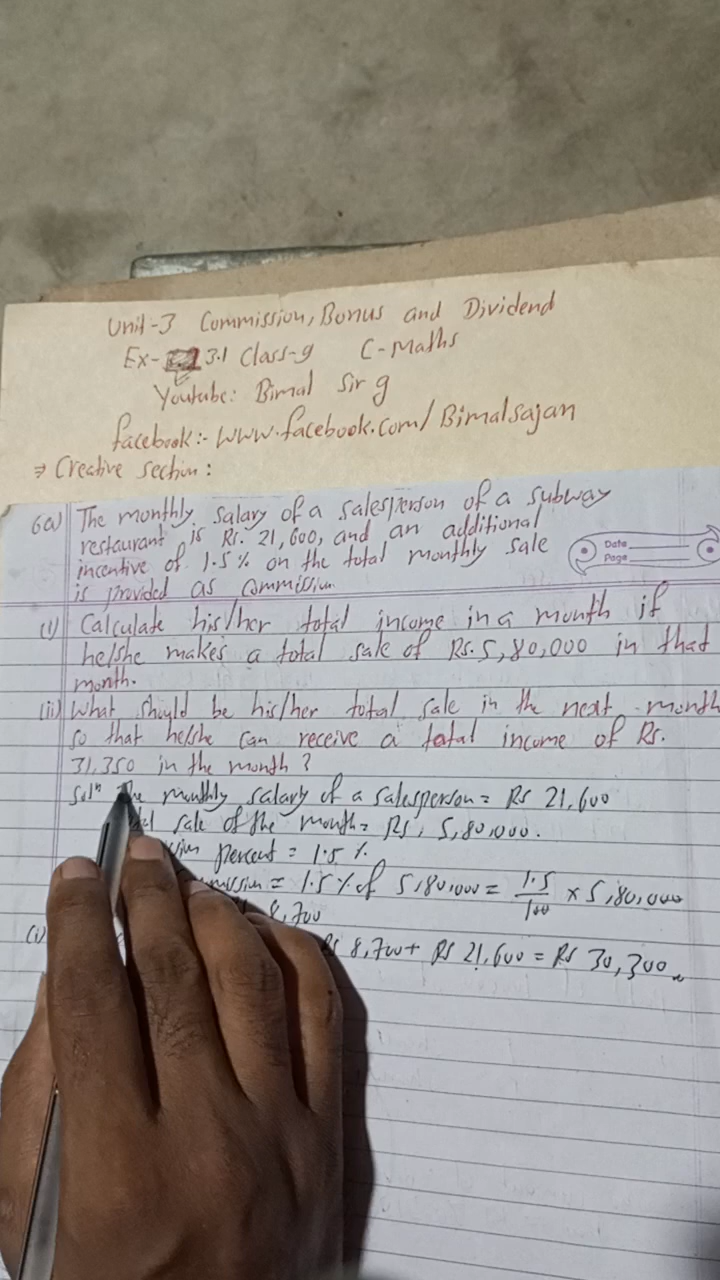 Unit-3 Commission, Bonus and Dividend
Ex- 3.1 Class-9 C-Maths
Youtube: Bimal Sir g
facebook:- www.facebook.com/Bimalsajan
⇒ Creative section:
6a) The monthly salary of a salesperson of a subway
restaurant is Rs. 21,600, and an additional
incentive of 1.5% on the total monthly sale
is provided as commission
Date
Page
(i) Calculate his/her total income in a month if
he/she makes a total sale of Rs. 5,80,000 in that
month.
(ii) What should be his/her total sale in the next month
so that he/she can receive a total income of Rs.
31,350 in the month?
Solⁿ The monthly salary of a salesperson = Rs 21,600
sale of the month = Rs, 5,80,000.
percent = 1.5%
= 1.5% of 5,80,000 = 1.5/100 × 5,80,000
8,700
(i) Rs 8,700 + Rs 21,600 = Rs 30,300